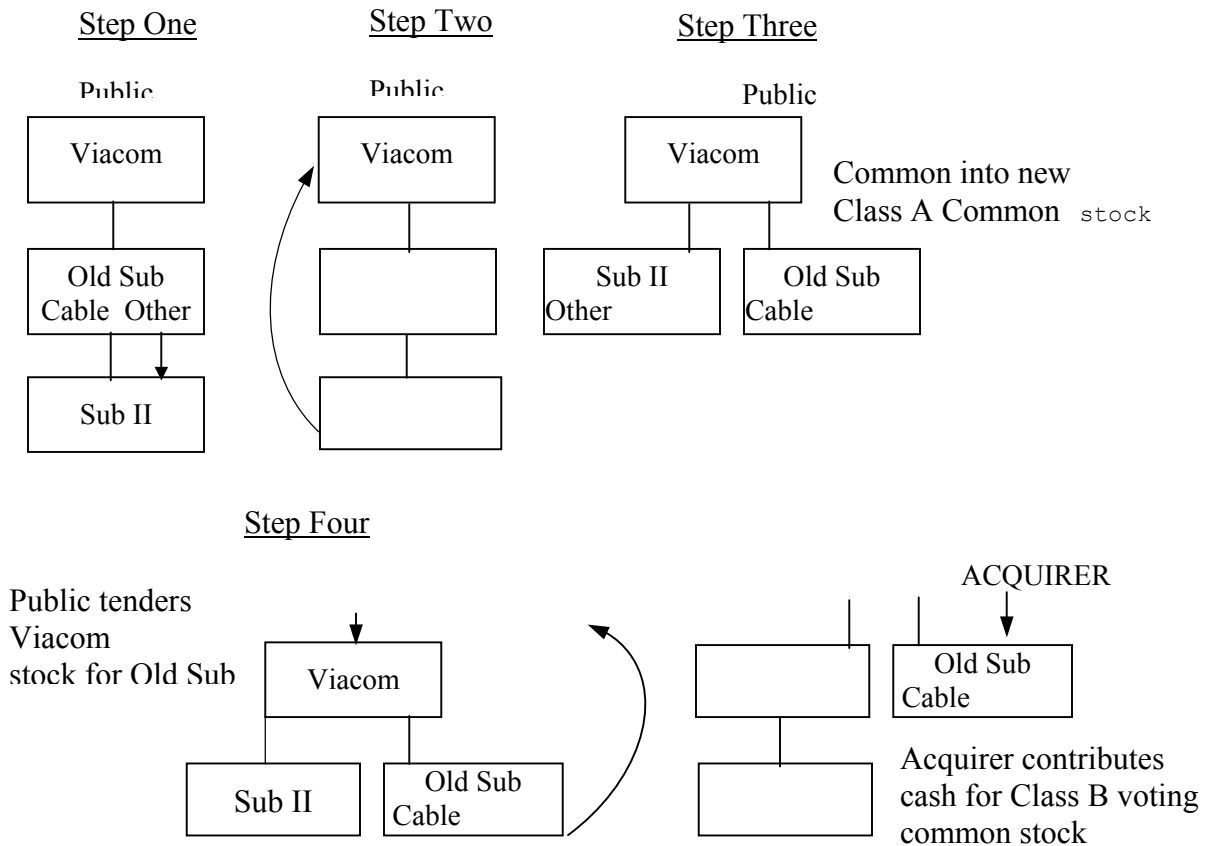 Step One
Public
Viacom
Old Sub
Cable Other
Sub II
Step Two
Public
Viacom
Step Three
Public
Viacom
Common into new
Class A Common stock
Sub II
Other
Old Sub
Cable
Step Four
Public tenders
Viacom
stock for Old Sub
Viacom
Sub II
Old Sub
Cable
ACQUIRER
Old Sub
Cable
Acquirer contributes
cash for Class B voting
common stock